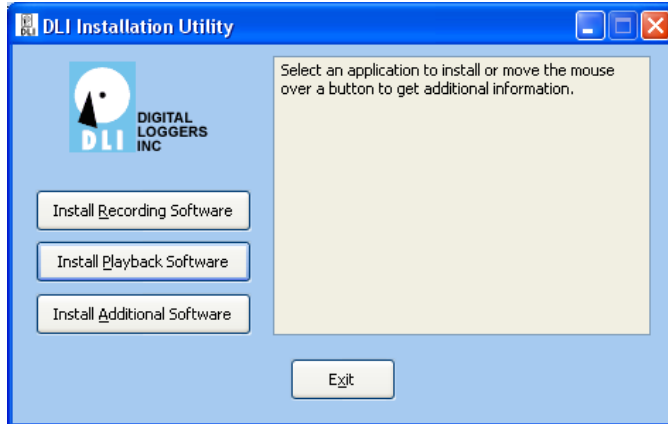 DLI Installation Utility
DLI
DIGITAL
LOGGERS
INC
Select an application to install or move the mouse
over a button to get additional information.
Install Recording Software
Install Playback Software
Install Additional Software
Exit